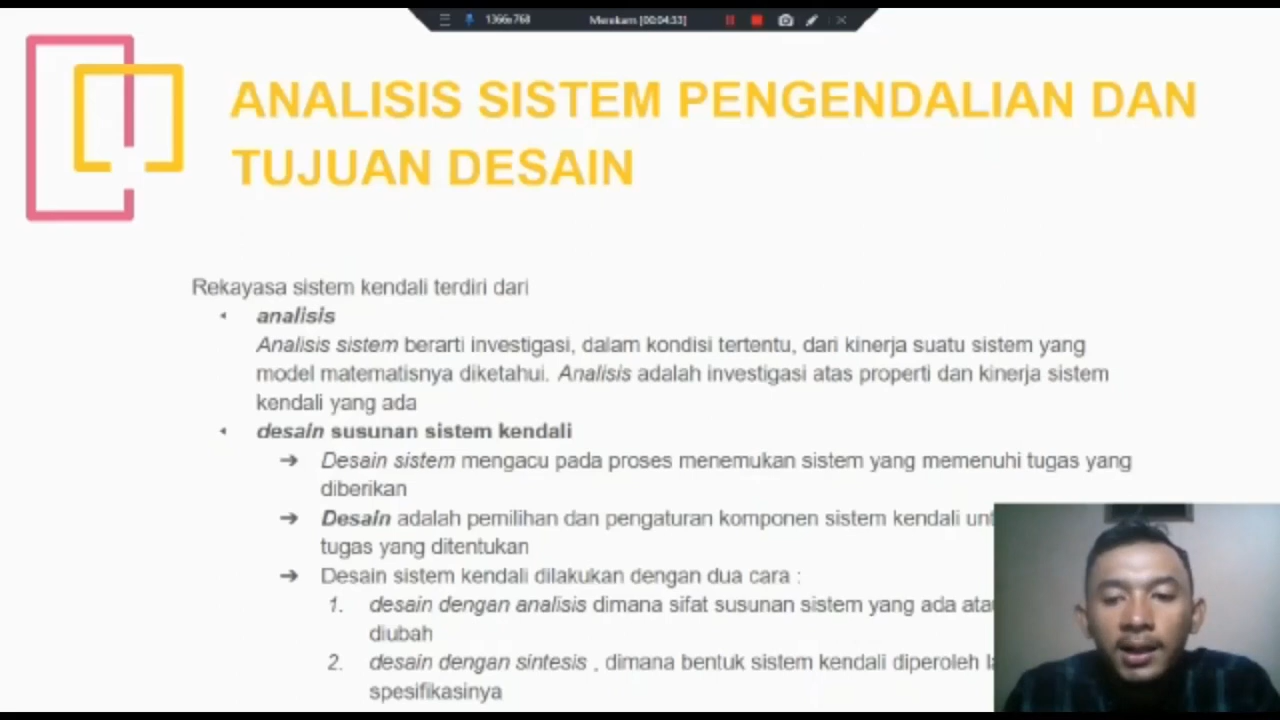 1366x768 Merekam [00:04:33]
ANALISIS SISTEM PENGENDALIAN DAN
TUJUAN DESAIN
Rekayasa sistem kendali terdiri dari
analisis
Analisis sistem berarti investigasi, dalam kondisi tertentu, dari kinerja suatu sistem yang
model matematisnya diketahui. Analisis adalah investigasi atas properti dan kinerja sistem
kendali yang ada
desain susunan sistem kendali
➔ Desain sistem mengacu pada proses menemukan sistem yang memenuhi tugas yang
diberikan
➔ Desain adalah pemilihan dan pengaturan komponen sistem kendali
tugas yang ditentukan
➔ Desain sistem kendali dilakukan dengan dua cara :
1. desain dengan analisis dimana sifat susunan sistem yang ada
diubah
2. desain dengan sintesis , dimana bentuk sistem kendali diperoleh
spesifikasinya